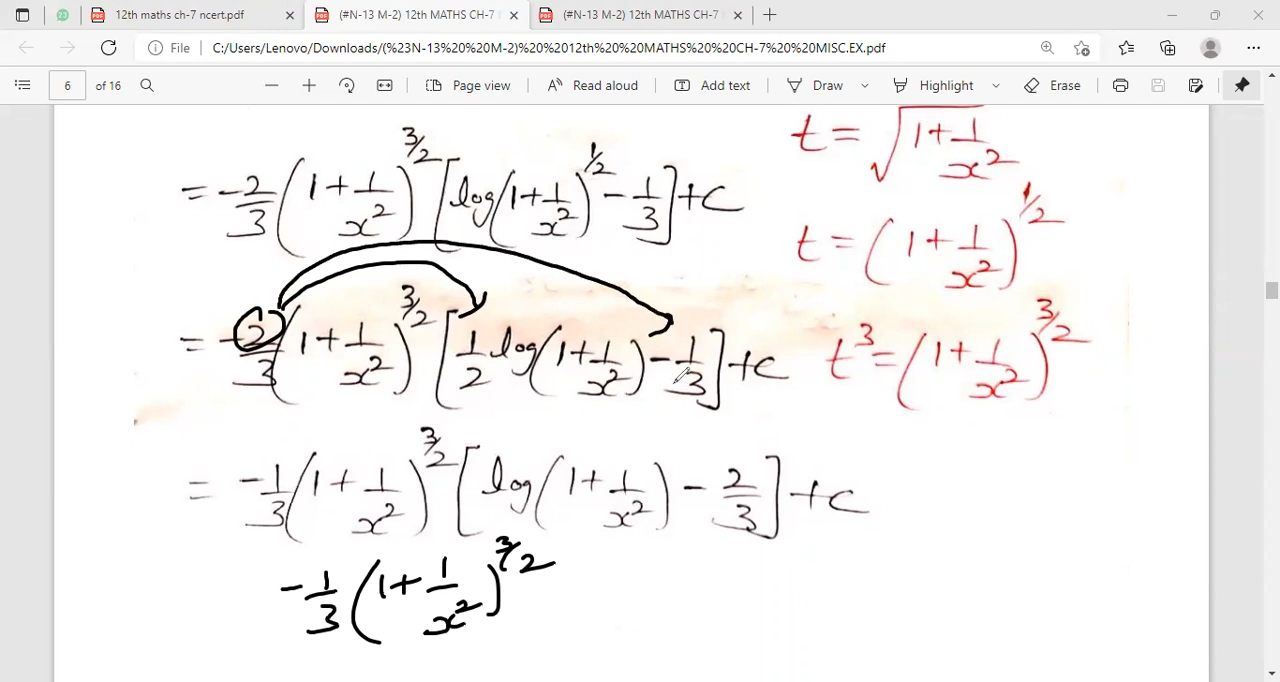 12th maths ch-7 ncert.pdf
(#N-13 M-2) 12th MATHS CH-7
(#N-13 M-2) 12th MATHS CH-7
File C:/Users/Lenovo/Downloads/(%23N-13%20%20M-2)%20%2012th%20%20MATHS%20%20CH-7%20%20MISC.EX.pdf
6 of 16 Page view Read aloud Add text Draw Highlight Erase
t = √(1+1/x²)
= -2/3 (1+1/x²)^3/2 [log(1+1/x²)^1/2 - 1/3] + C
t = (1+1/x²)^1/2
= -2/3 (1+1/x²)^3/2 [1/2 log(1+1/x²) - 1/3] + C
t³ = (1+1/x²)^3/2
= -1/3 (1+1/x²)^3/2 [log(1+1/x²) - 2/3] + C
-1/3 (1+1/x²)^3/2